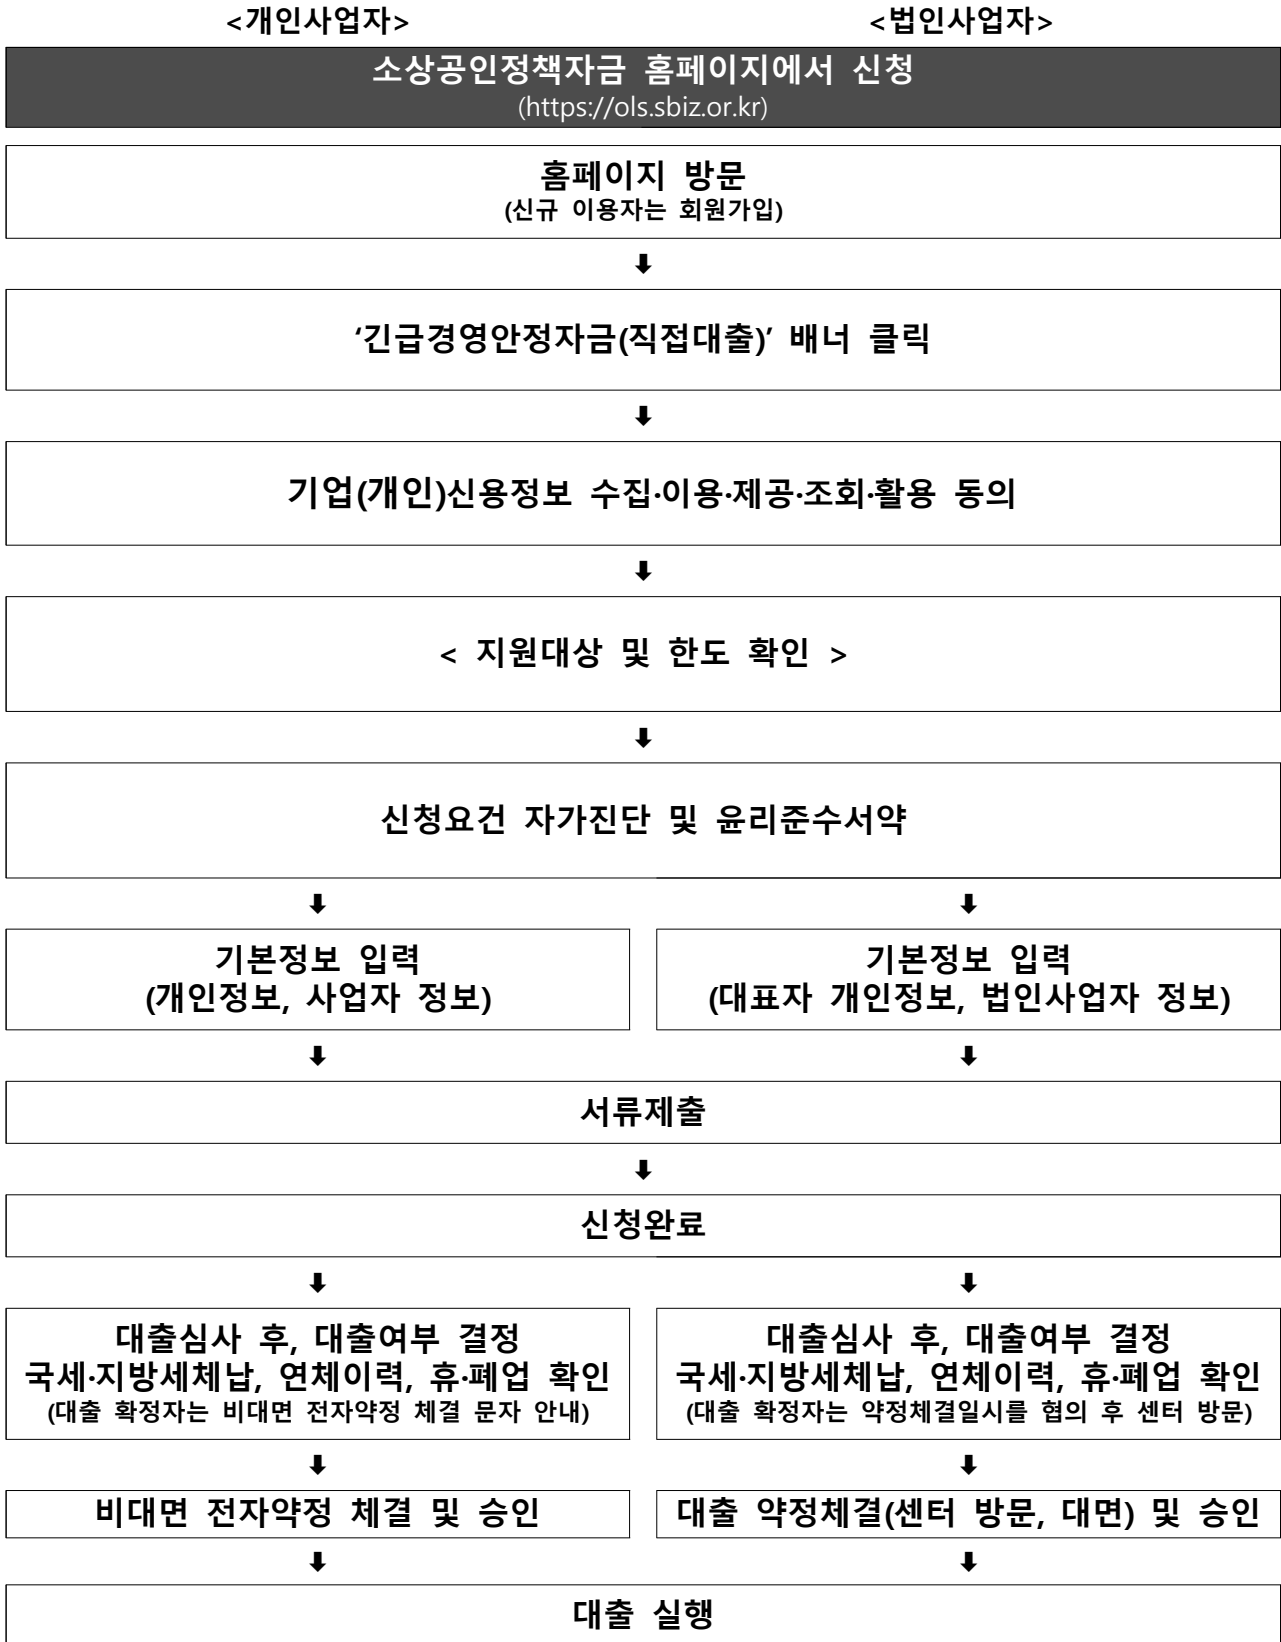 <개인사업자>
<법인사업자>
소상공인정책자금 홈페이지에서 신청
(https://ols.sbiz.or.kr)
홈페이지 방문
(신규 이용자는 회원가입)
⬇
‘긴급경영안정자금(직접대출)’ 배너 클릭
⬇
기업(개인)신용정보 수집·이용·제공·조회·활용 동의
⬇
< 지원대상 및 한도 확인 >
⬇
신청요건 자가진단 및 윤리준수서약
⬇
⬇
기본정보 입력
(개인정보, 사업자 정보)
기본정보 입력
(대표자 개인정보, 법인사업자 정보)
⬇
⬇
서류제출
⬇
신청완료
⬇
⬇
대출심사 후, 대출여부 결정
국세·지방세체납, 연체이력, 휴·폐업 확인
(대출 확정자는 비대면 전자약정 체결 문자 안내)
대출심사 후, 대출여부 결정
국세·지방세체납, 연체이력, 휴·폐업 확인
(대출 확정자는 약정체결일시를 협의 후 센터 방문)
⬇
⬇
비대면 전자약정 체결 및 승인
대출 약정체결(센터 방문, 대면) 및 승인
⬇
⬇
대출 실행